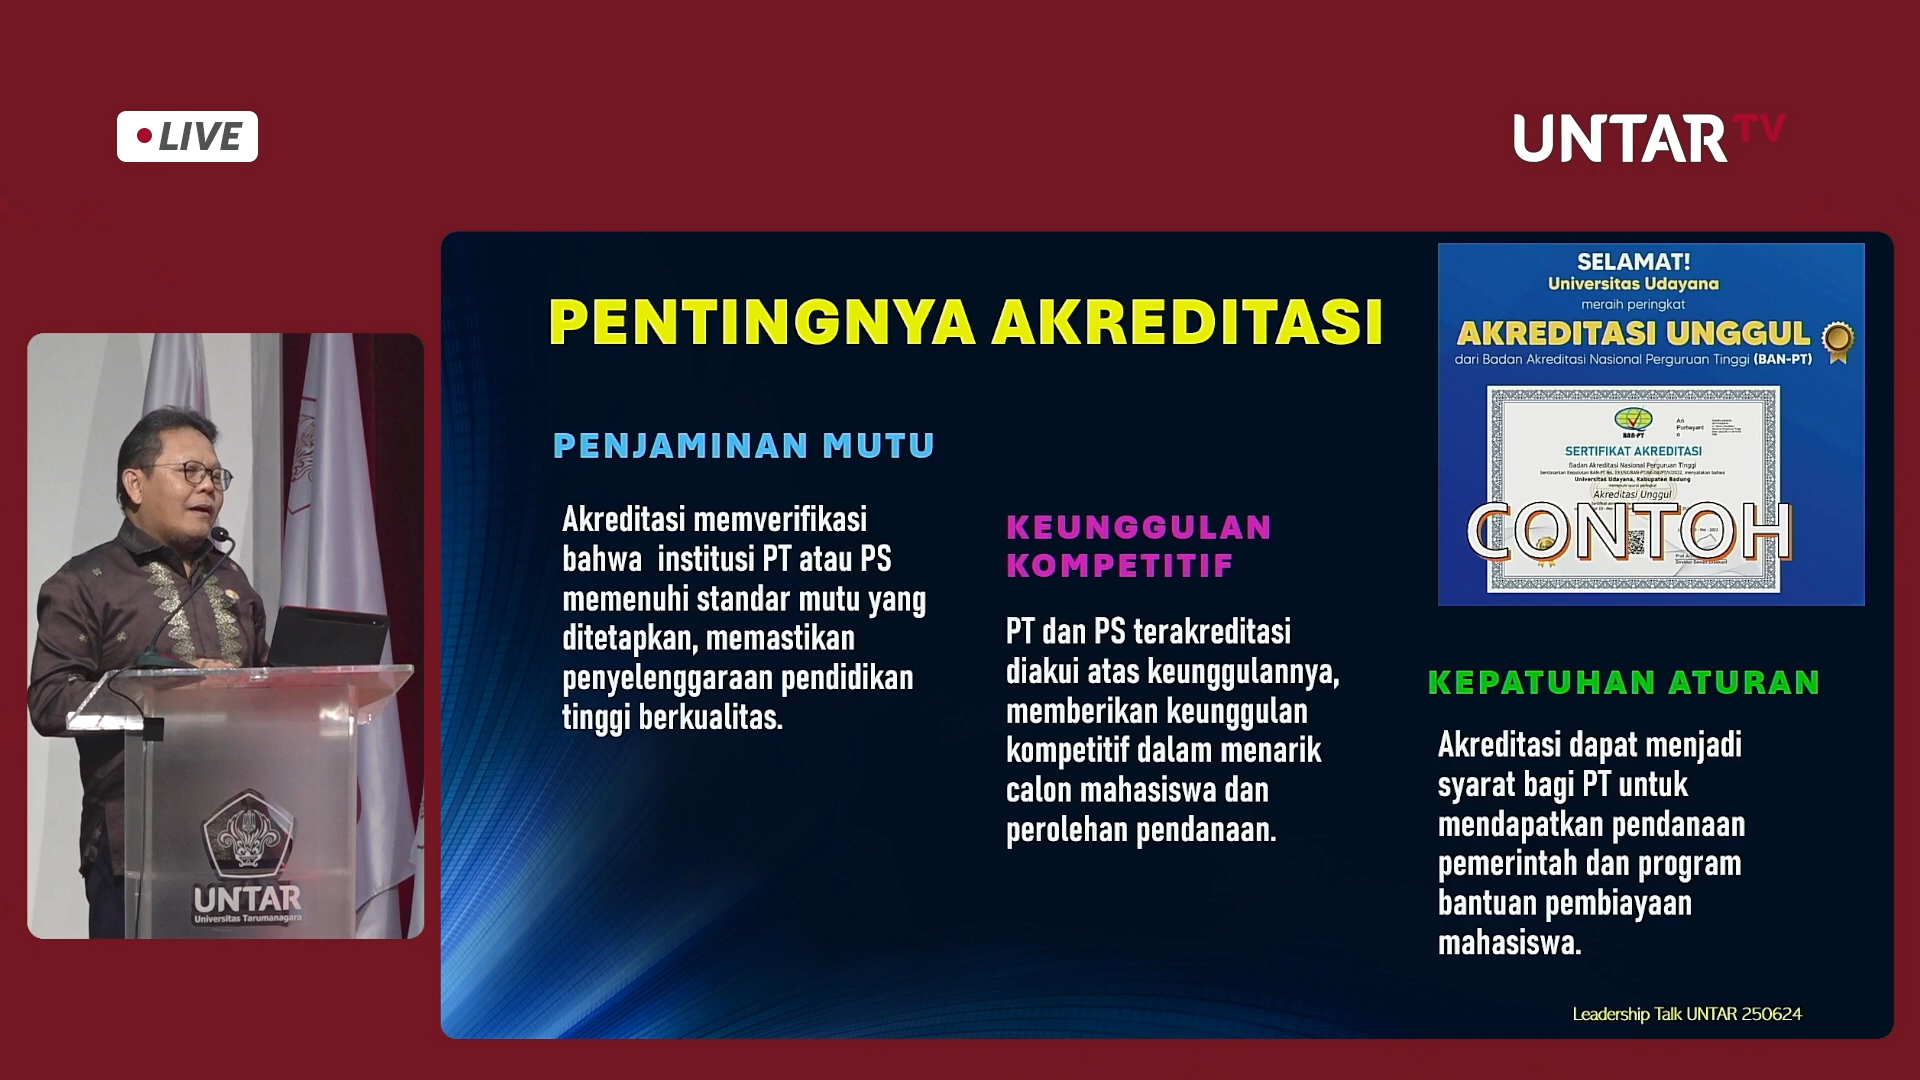 LIVE
UNTAR TV
PENTINGNYA AKREDITASI
PENJAMINAN MUTU
Akreditasi memverifikasi
bahwa institusi PT atau PS
memenuhi standar mutu yang
ditetapkan, memastikan
penyelenggaraan pendidikan
tinggi berkualitas.
KEUNGGULAN
KOMPETITIF
PT dan PS terakreditasi
diakui atas keunggulannya,
memberikan keunggulan
kompetitif dalam menarik
calon mahasiswa dan
perolehan pendanaan.
SELAMAT!
Universitas Udayana
meraih peringkat
AKREDITASI UNGGUL
dari Badan Akreditasi Nasional Perguruan Tinggi (BAN-PT)
BAN-PT
SERTIFIKAT AKREDITASI
Badan Akreditasi Nasional Perguruan Tinggi
Universitas Udayana, Kabupaten Badung
Akreditasi Unggul
CONTOH
KEPATUHAN ATURAN
Akreditasi dapat menjadi
syarat bagi PT untuk
mendapatkan pendanaan
pemerintah dan program
bantuan pembiayaan
mahasiswa.
Leadership Talk UNTAR 250624
UNTAR
Universitas Tarumanagara